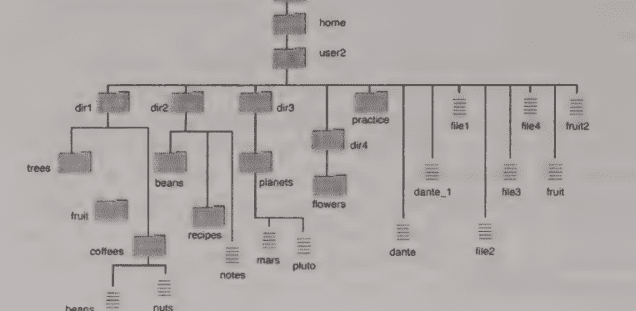 home
user2
dir1
dir2
dir3
practice
file1
file4
fruit2
dir4
trees
beans
planets
flowers
dante_1
file3
fruit
fruit
recipes
coffees
notes
mars
pluto
dante
file2
beans
nuts